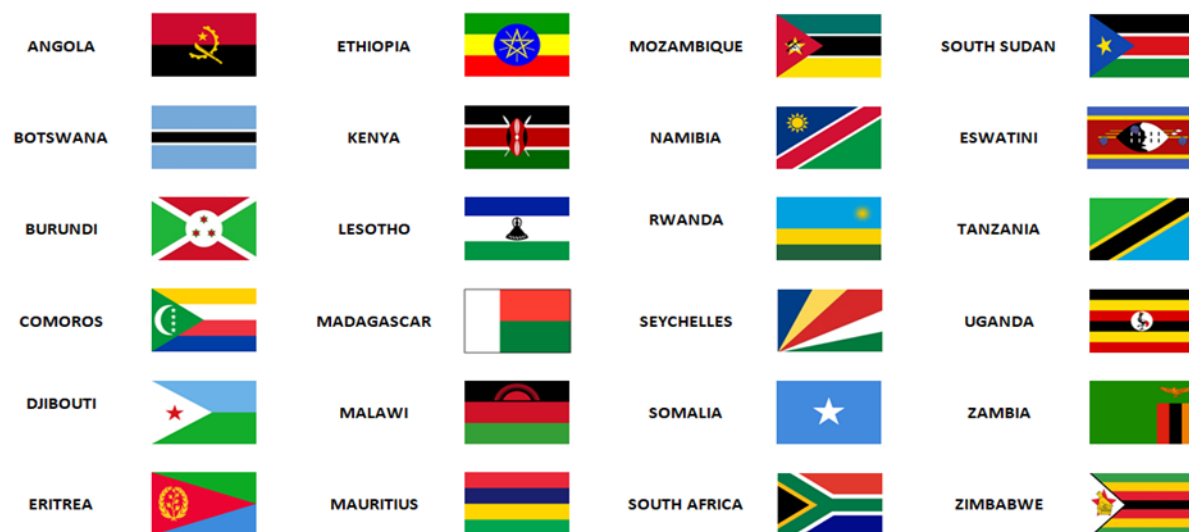 ANGOLA ETHIOPIA MOZAMBIQUE SOUTH SUDAN
BOTSWANA KENYA NAMIBIA ESWATINI
BURUNDI LESOTHO RWANDA TANZANIA
COMOROS MADAGASCAR SEYCHELLES UGANDA
DJIBOUTI MALAWI SOMALIA ZAMBIA
ERITREA MAURITIUS SOUTH AFRICA ZIMBABWE